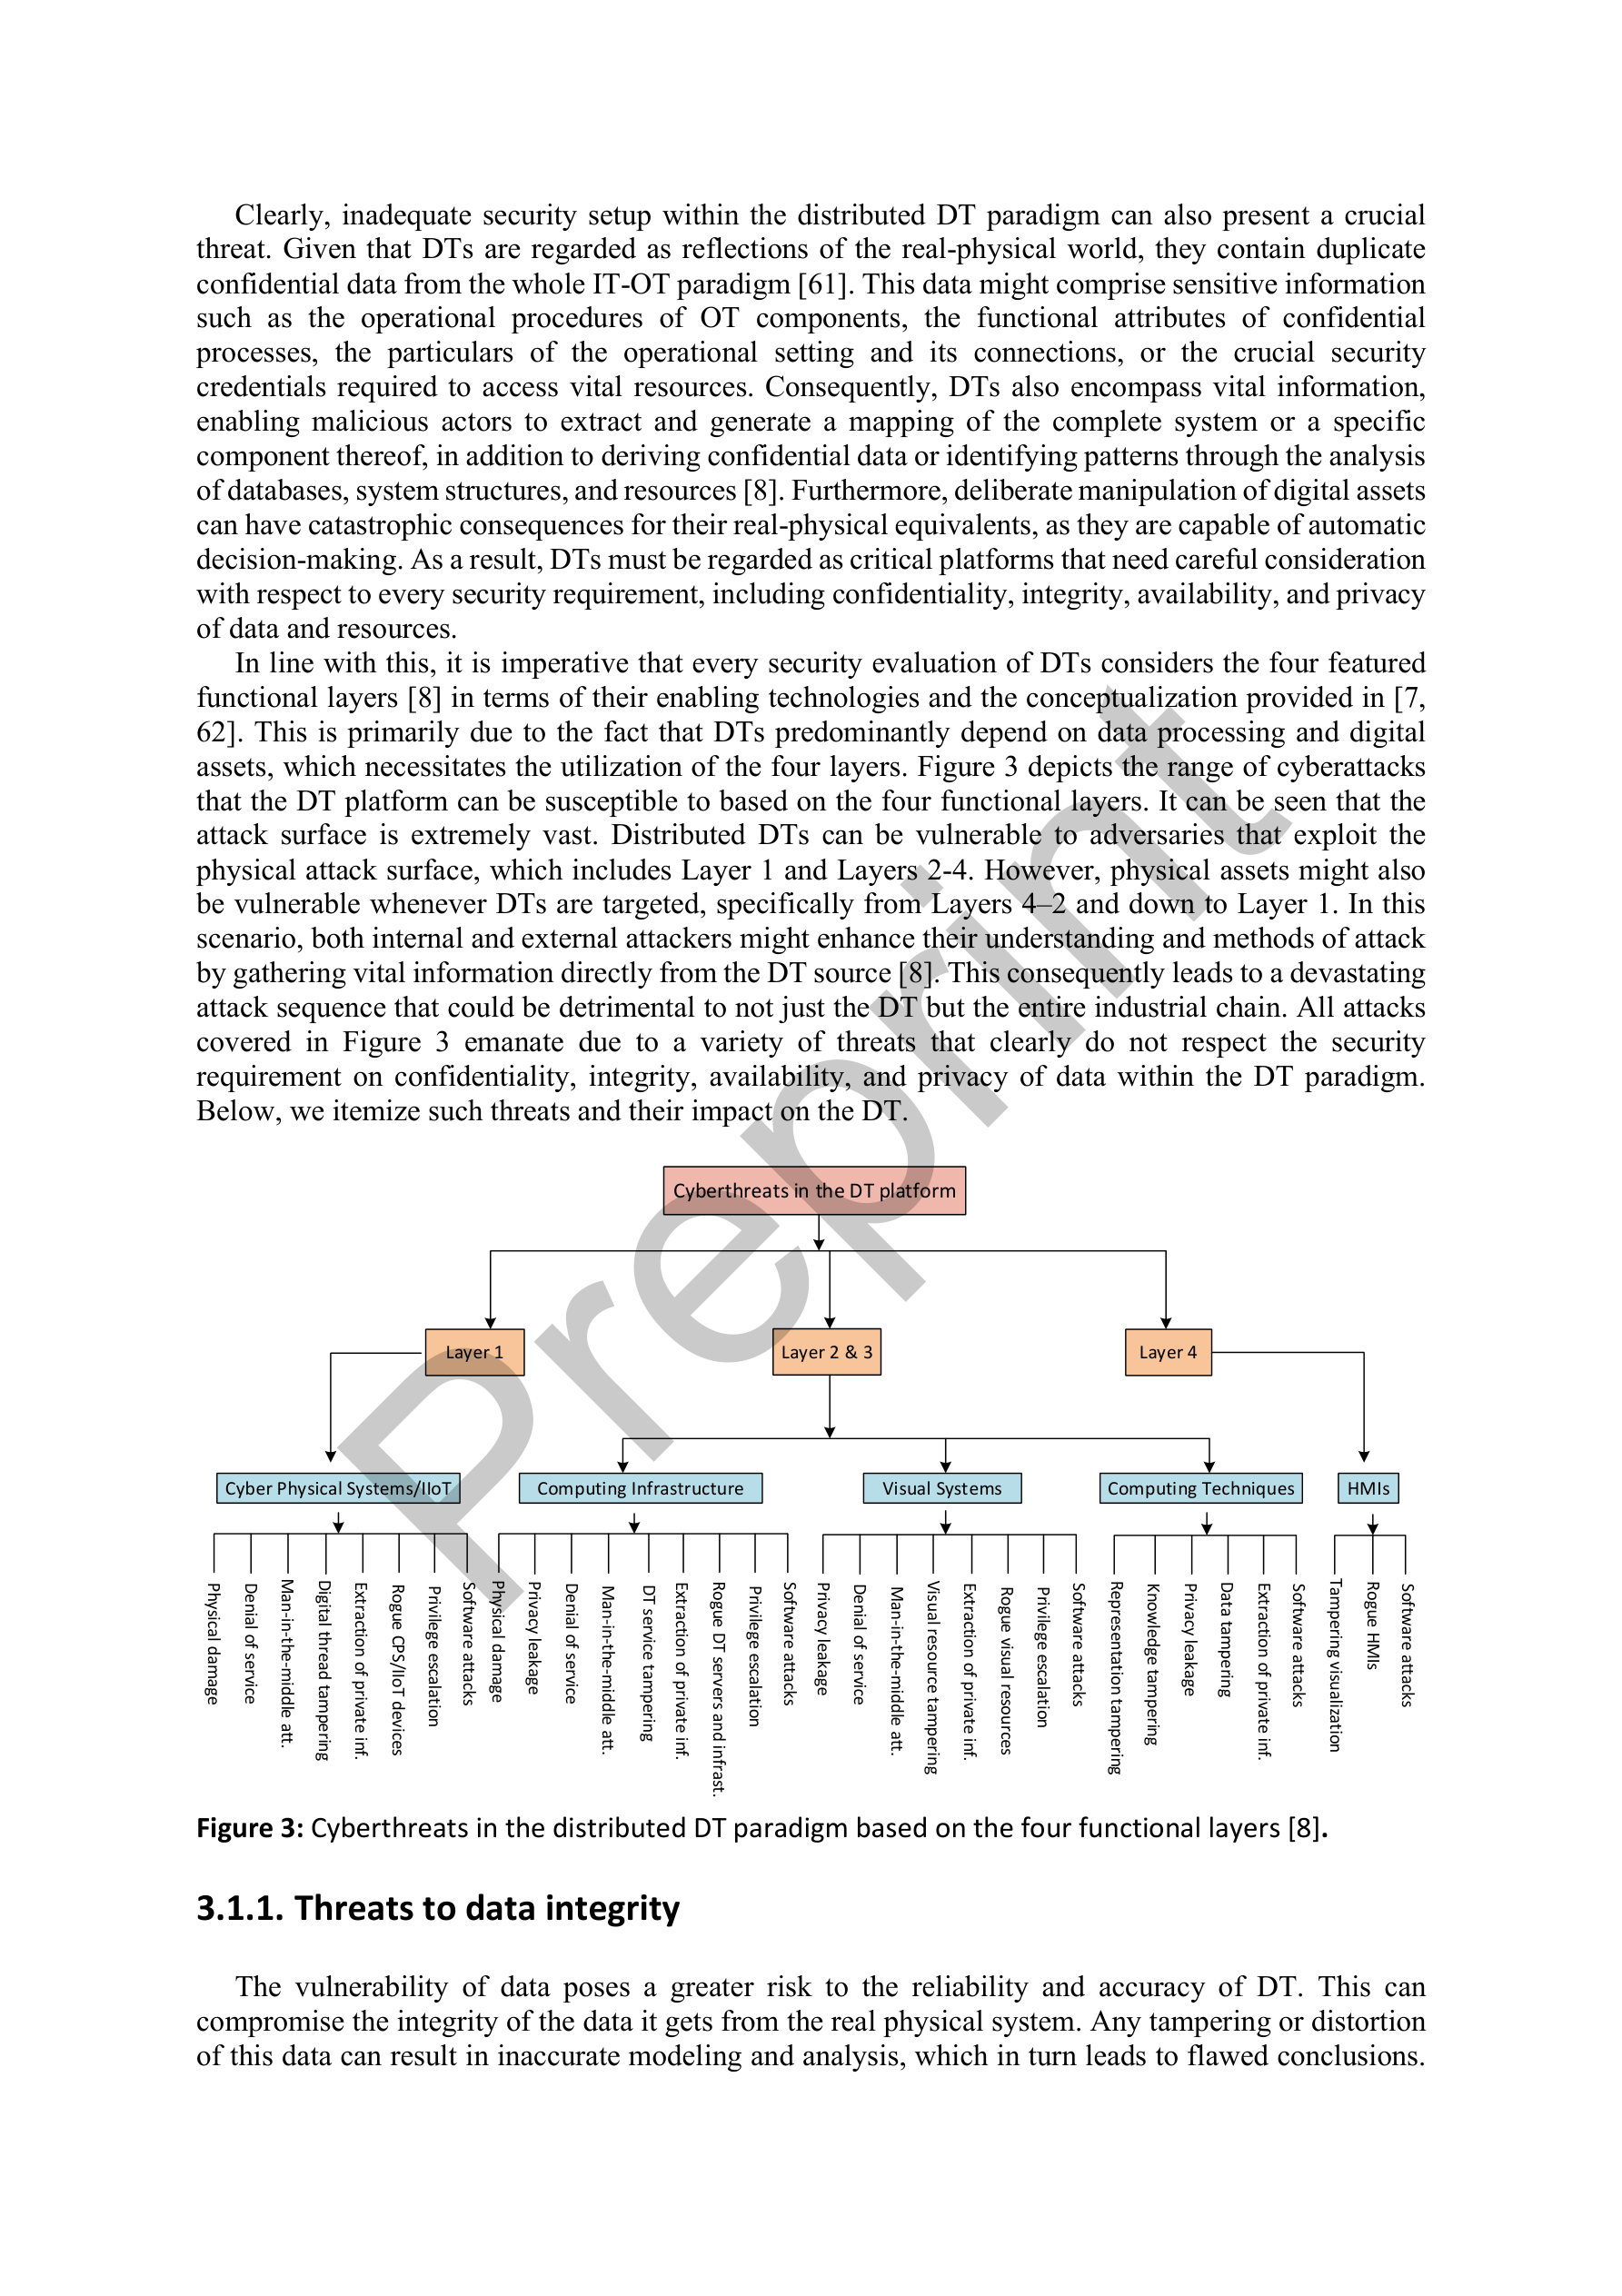 Clearly, inadequate security setup within the distributed DT paradigm can also present a crucial
threat. Given that DTs are regarded as reflections of the real-physical world, they contain duplicate
confidential data from the whole IT-OT paradigm [61]. This data might comprise sensitive information
such as the operational procedures of OT components, the functional attributes of confidential
processes, the particulars of the operational setting and its connections, or the crucial security
credentials required to access vital resources. Consequently, DTs also encompass vital information,
enabling malicious actors to extract and generate a mapping of the complete system or a specific
component thereof, in addition to deriving confidential data or identifying patterns through the analysis
of databases, system structures, and resources [8]. Furthermore, deliberate manipulation of digital assets
can have catastrophic consequences for their real-physical equivalents, as they are capable of automatic
decision-making. As a result, DTs must be regarded as critical platforms that need careful consideration
with respect to every security requirement, including confidentiality, integrity, availability, and privacy
of data and resources.
In line with this, it is imperative that every security evaluation of DTs considers the four featured
functional layers [8] in terms of their enabling technologies and the conceptualization provided in [7,
62]. This is primarily due to the fact that DTs predominantly depend on data processing and digital
assets, which necessitates the utilization of the four layers. Figure 3 depicts the range of cyberattacks
that the DT platform can be susceptible to based on the four functional layers. It can be seen that the
attack surface is extremely vast. Distributed DTs can be vulnerable to adversaries that exploit the
physical attack surface, which includes Layer 1 and Layers 2-4. However, physical assets might also
be vulnerable whenever DTs are targeted, specifically from Layers 4–2 and down to Layer 1. In this
scenario, both internal and external attackers might enhance their understanding and methods of attack
by gathering vital information directly from the DT source [8]. This consequently leads to a devastating
attack sequence that could be detrimental to not just the DT but the entire industrial chain. All attacks
covered in Figure 3 emanate due to a variety of threats that clearly do not respect the security
requirement on confidentiality, integrity, availability, and privacy of data within the DT paradigm.
Below, we itemize such threats and their impact on the DT.
Preprint
Cyberthreats in the DT platform
Layer 1
Layer 2 & 3
Layer 4
Cyber Physical Systems/IIoT
Computing Infrastructure
Visual Systems
Computing Techniques
HMIs
Physical damage
Denial of service
Man-in-the-middle att.
Digital thread tampering
Extraction of private inf.
Rogue CPS/IIoT devices
Privilege escalation
Software attacks
Physical damage
Privacy leakage
Denial of service
Man-in-the-middle att.
DT service tampering
Extraction of private inf.
Rogue DT servers and infrast.
Privilege escalation
Software attacks
Privacy leakage
Denial of service
Man-in-the-middle att.
Visual resource tampering
Extraction of private inf.
Rogue visual resources
Privilege escalation
Software attacks
Representation tampering
Knowledge tampering
Privacy leakage
Data tampering
Extraction of private inf.
Software attacks
Tampering visualization
Rogue HMIs
Software attacks
Figure 3: Cyberthreats in the distributed DT paradigm based on the four functional layers [8].
3.1.1. Threats to data integrity
The vulnerability of data poses a greater risk to the reliability and accuracy of DT. This can
compromise the integrity of the data it gets from the real physical system. Any tampering or distortion
of this data can result in inaccurate modeling and analysis, which in turn leads to flawed conclusions.